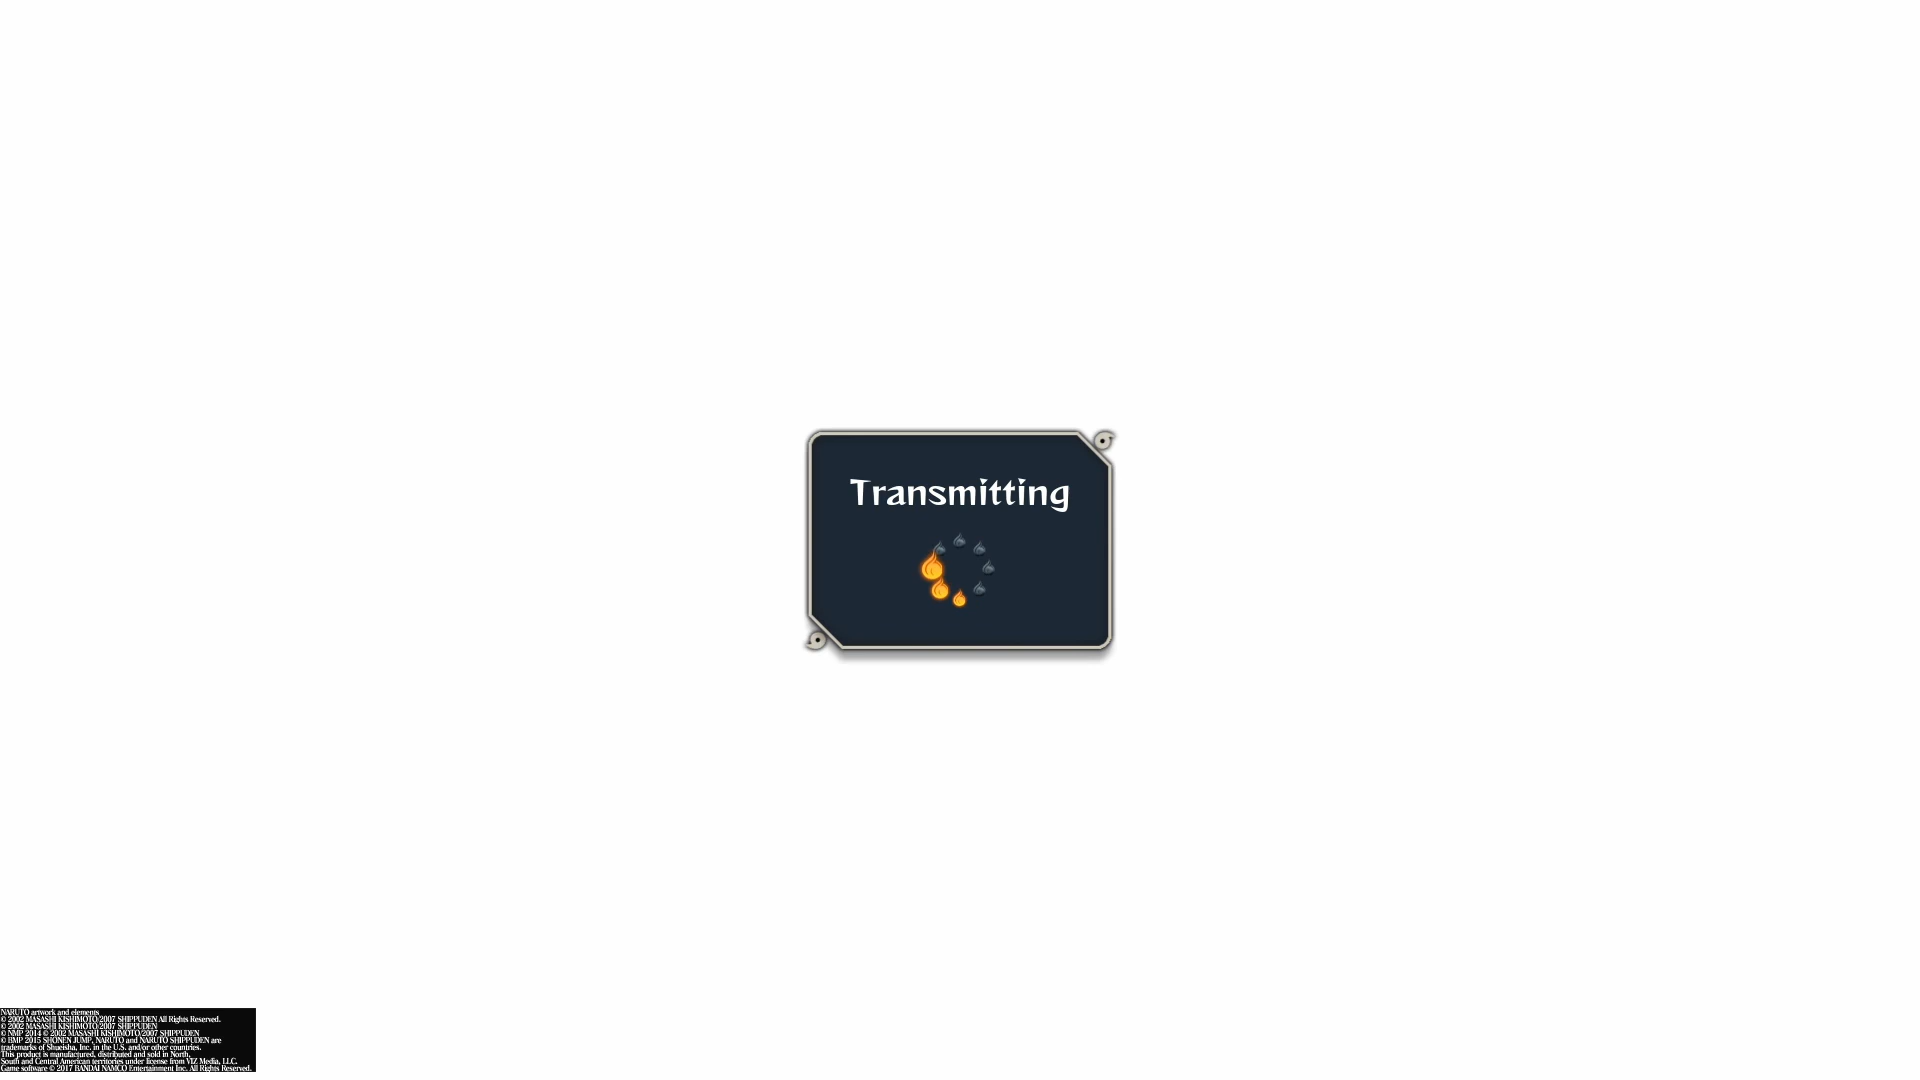 Transmitting
NARUTO artwork and elements
© 2002 MASASHI KISHIMOTO/2007 SHIPPUDEN All Rights Reserved.
© 2002 MASASHI KISHIMOTO/2007 SHIPPUDEN
© NMP 2014 © 2002 MASASHI KISHIMOTO/2007 SHIPPUDEN
© BMP 2015 SHONEN JUMP, NARUTO and NARUTO SHIPPUDEN are
trademarks of Shueisha, Inc. in the U.S. and/or other countries.
This product is manufactured, distributed and sold in North,
South and Central American territories under license from VIZ Media, LLC.
Game software © 2017 BANDAI NAMCO Entertainment Inc. All Rights Reserved.